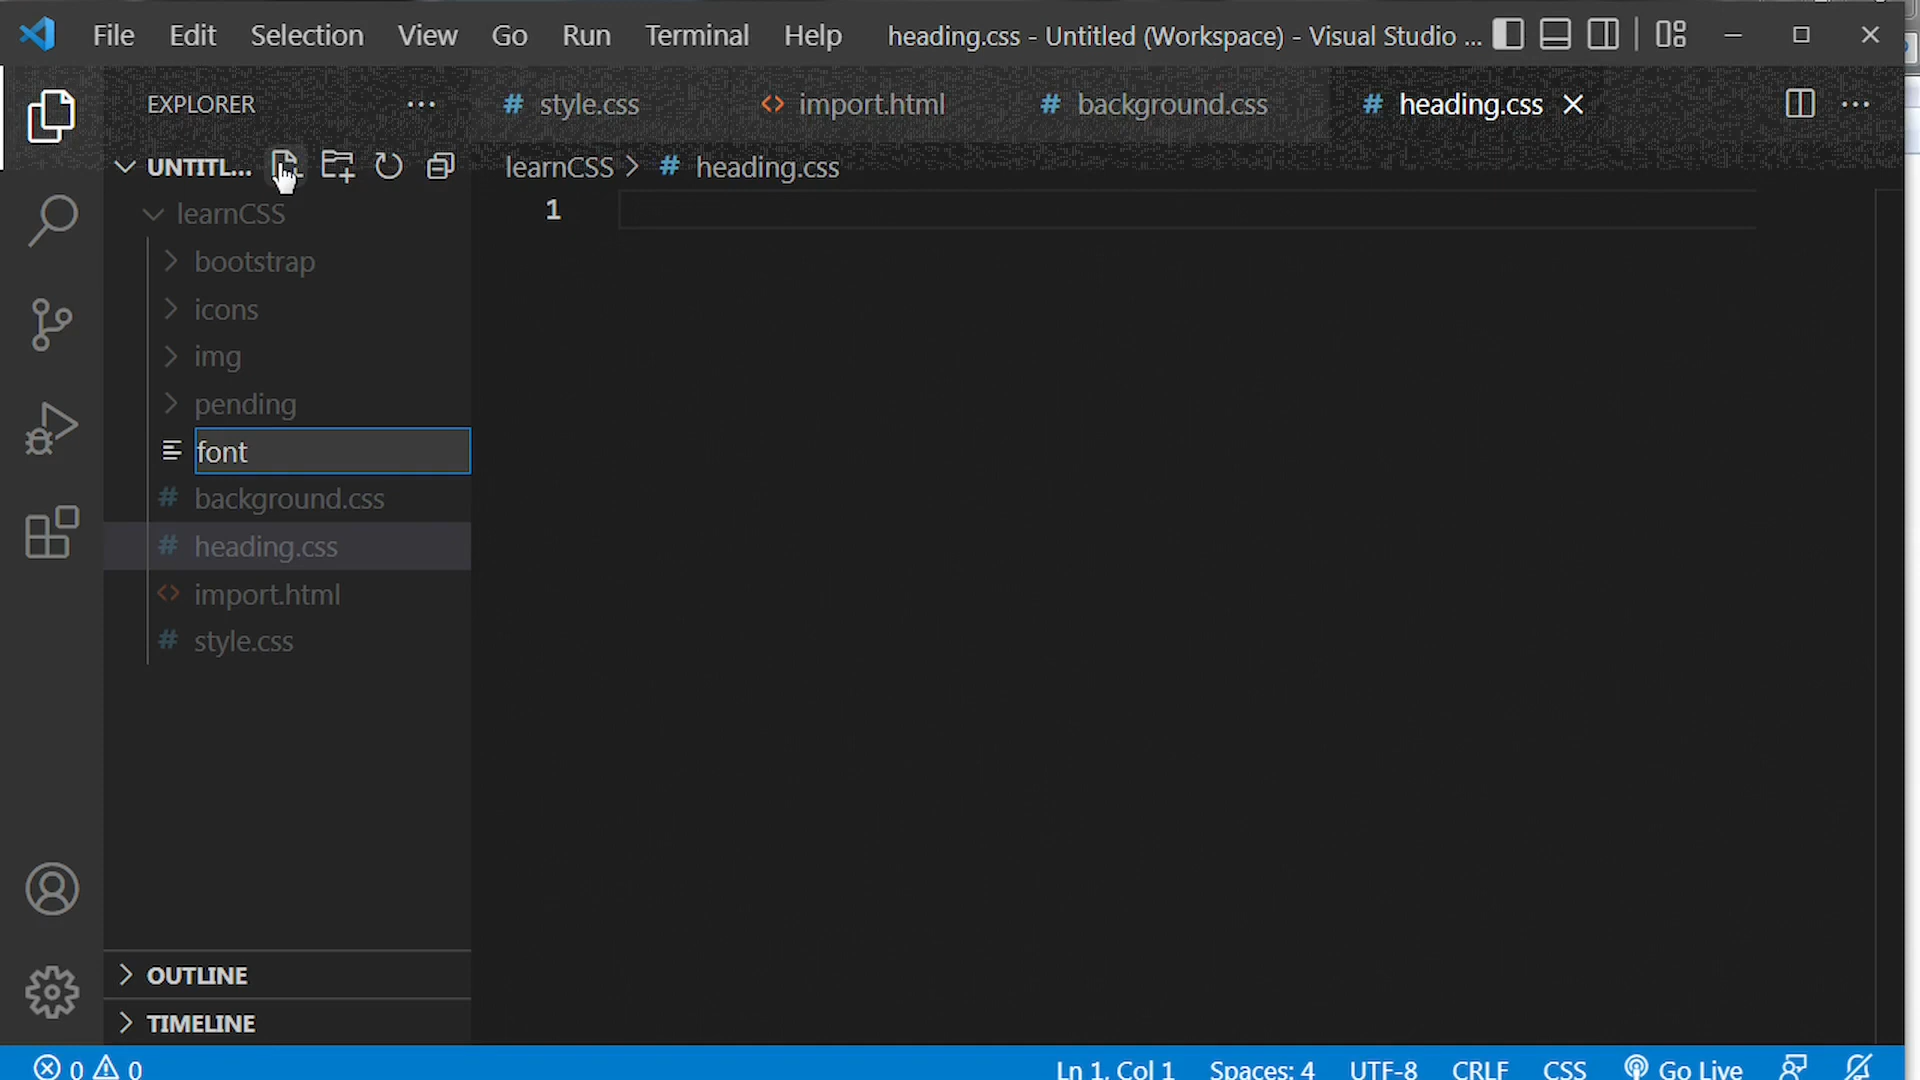 File Edit Selection View Go Run Terminal Help heading.css - Untitled (Workspace) - Visual Studio ...
EXPLORER
style.css import.html background.css heading.css
UNTITL...
learnCSS > # heading.css
1
learnCSS
bootstrap
icons
img
pending
font
# background.css
# heading.css
<> import.html
# style.css
OUTLINE
TIMELINE
0 0 Ln 1, Col 1 Spaces: 4 UTF-8 CRLF CSS Go Live